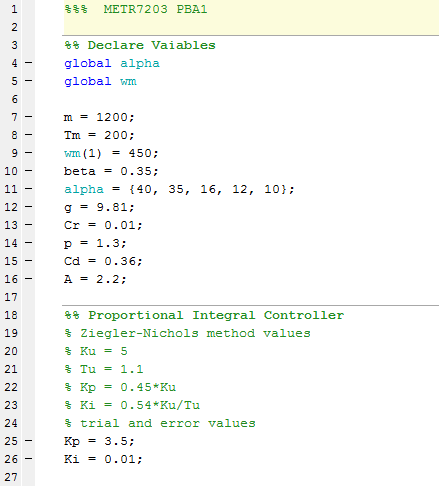 1 %%% METR7203 PBA1
2
3 %% Declare Vaiables
4 - global alpha
5 - global wm
6
7 - m = 1200;
8 - Tm = 200;
9 - wm(1) = 450;
10 - beta = 0.35;
11 - alpha = {40, 35, 16, 12, 10};
12 - g = 9.81;
13 - Cr = 0.01;
14 - p = 1.3;
15 - Cd = 0.36;
16 - A = 2.2;
17
18 %% Proportional Integral Controller
19 % Ziegler-Nichols method values
20 % Ku = 5
21 % Tu = 1.1
22 % Kp = 0.45*Ku
23 % Ki = 0.54*Ku/Tu
24 % trial and error values
25 - Kp = 3.5;
26 - Ki = 0.01;
27